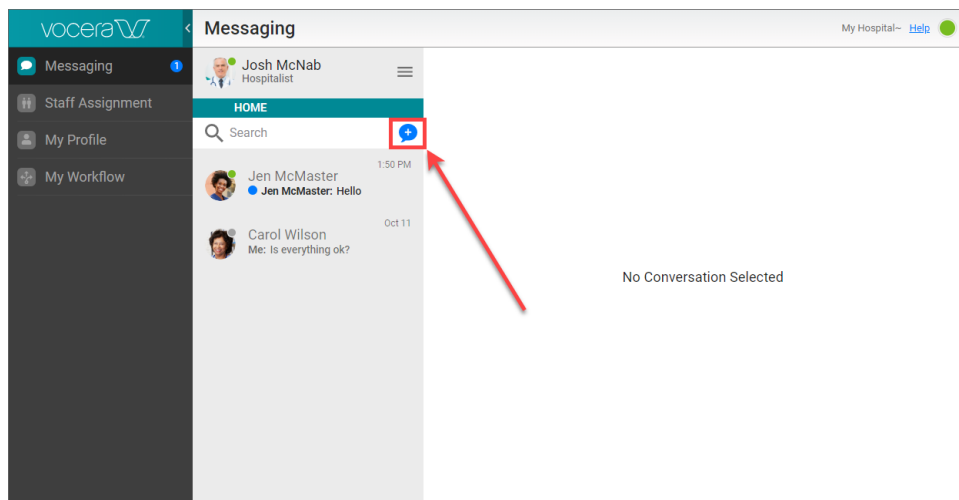 vocera
Messaging
My Hospital~ Help
Messaging 1
Staff Assignment
My Profile
My Workflow
Josh McNab
Hospitalist
HOME
Search
1:50 PM
Jen McMaster
Jen McMaster: Hello
Oct 11
Carol Wilson
Me: Is everything ok?
No Conversation Selected